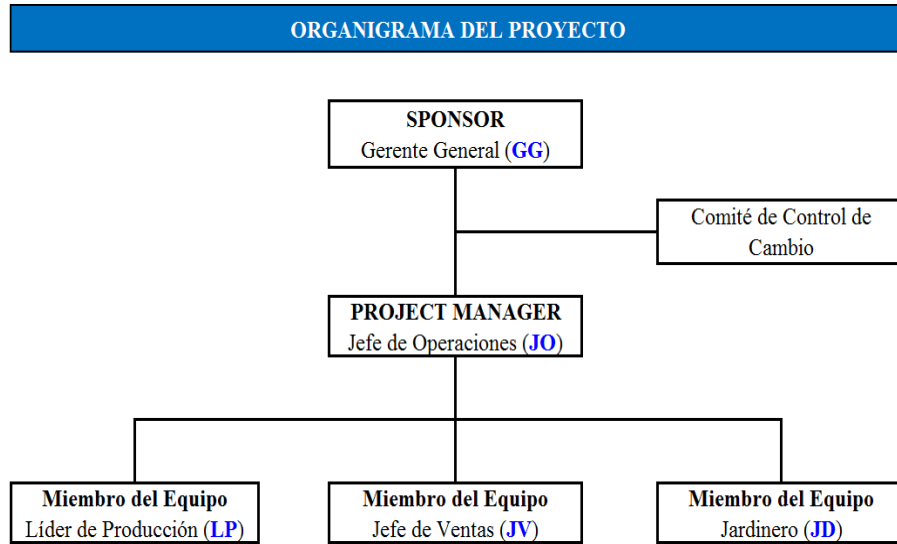 ORGANIGRAMA DEL PROYECTO
SPONSOR
Gerente General (GG)
Comité de Control de
Cambio
PROJECT MANAGER
Jefe de Operaciones (JO)
Miembro del Equipo
Líder de Producción (LP)
Miembro del Equipo
Jefe de Ventas (JV)
Miembro del Equipo
Jardinero (JD)